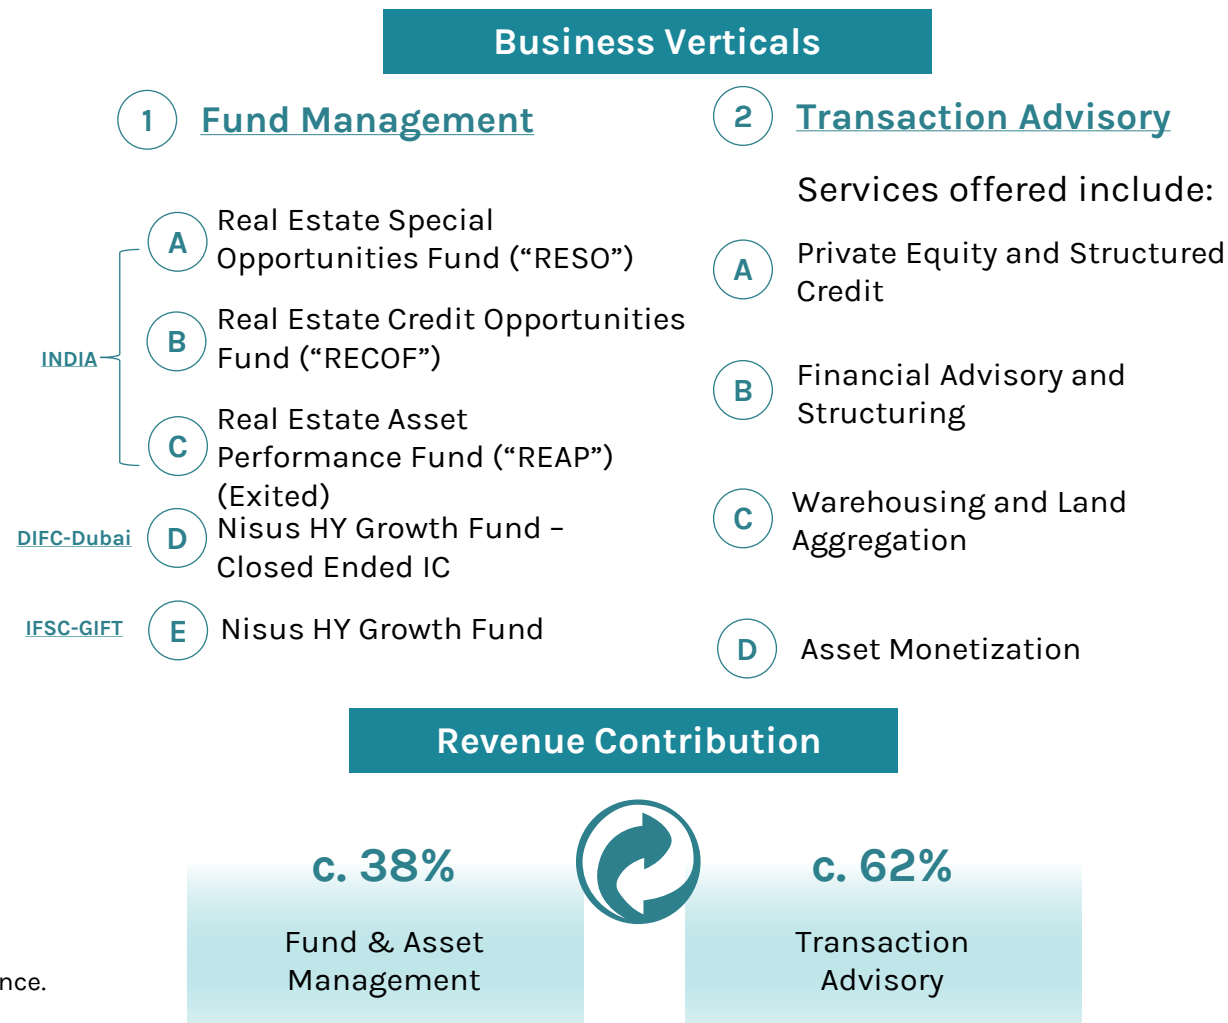 Business Verticals
1
Fund Management
INDIA
A
Real Estate Special
Opportunities Fund (“RESO”)
B
Real Estate Credit Opportunities
Fund (“RECOF”)
C
Real Estate Asset
Performance Fund (“REAP”)
(Exited)
DIFC-Dubai
D
Nisus HY Growth Fund –
Closed Ended IC
IFSC-GIFT
E
Nisus HY Growth Fund
2
Transaction Advisory
Services offered include:
A
Private Equity and Structured
Credit
B
Financial Advisory and
Structuring
C
Warehousing and Land
Aggregation
D
Asset Monetization
Revenue Contribution
c. 38%
Fund & Asset
Management
c. 62%
Transaction
Advisory
nce.